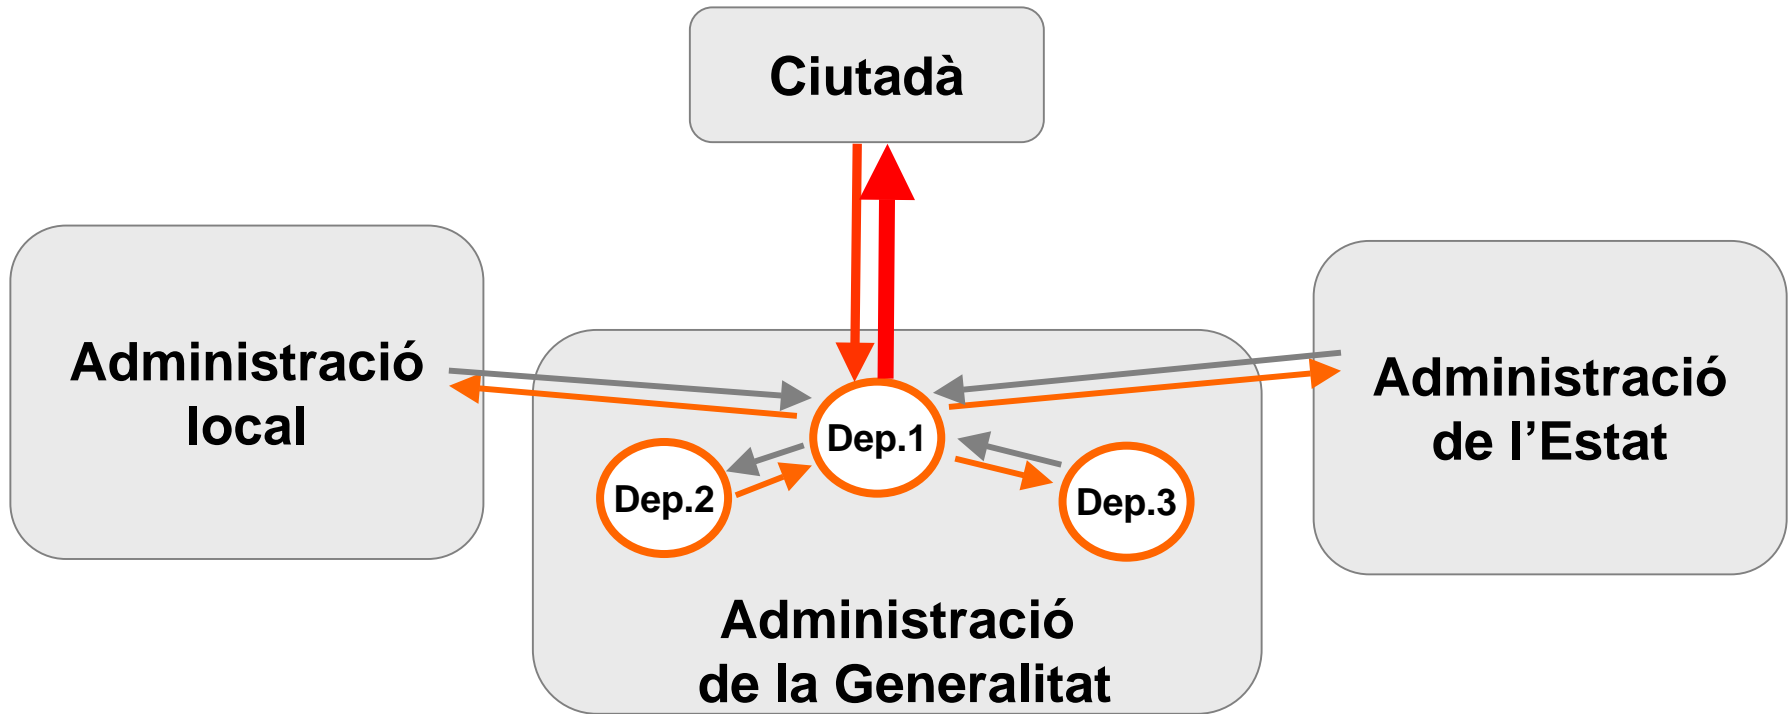 Ciutadà
Administració
local
Administració
de l’Estat
Dep.1
Dep.2
Dep.3
Administració
de la Generalitat